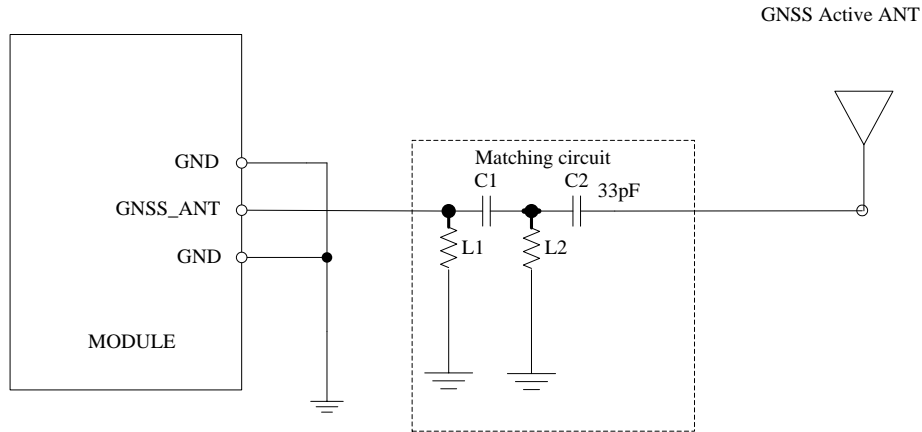 GNSS Active ANT
Matching circuit
GND
C1
C2
33pF
GNSS_ANT
L1
L2
GND
MODULE